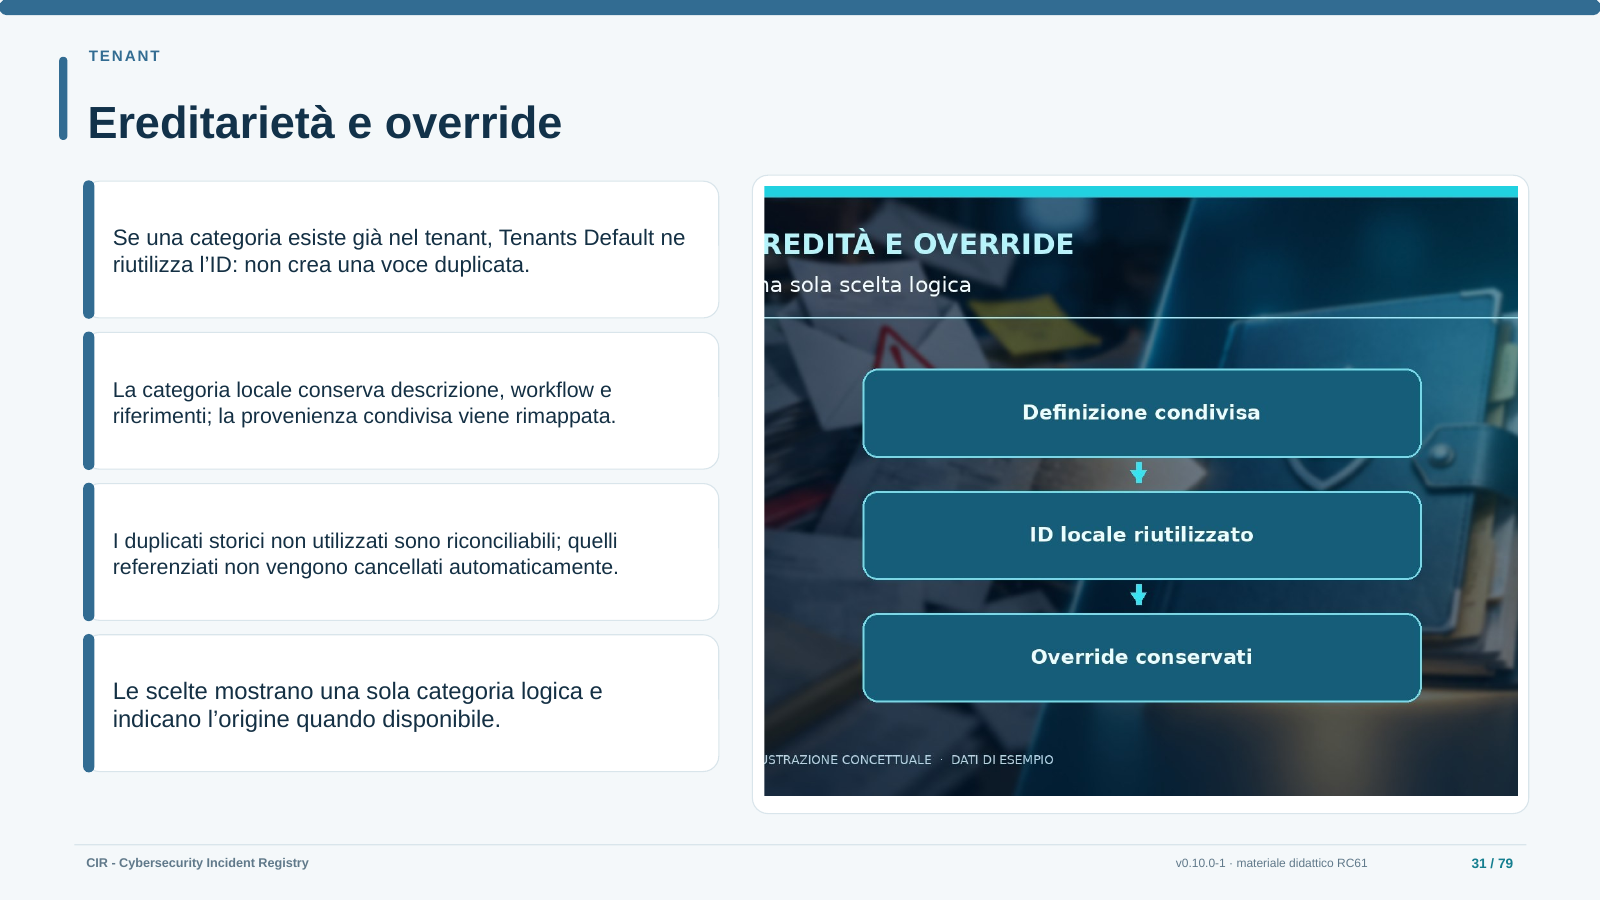 TENANT
Ereditarietà e override
Se una categoria esiste già nel tenant, Tenants Default ne
riutilizza l’ID: non crea una voce duplicata.
La categoria locale conserva descrizione, workflow e
riferimenti; la provenienza condivisa viene rimappata.
I duplicati storici non utilizzati sono riconciliabili; quelli
referenziati non vengono cancellati automaticamente.
Le scelte mostrano una sola categoria logica e
indicano l’origine quando disponibile.
REDITÀ E OVERRIDE
na sola scelta logica
Definizione condivisa
ID locale riutilizzato
Override conservati
USTRAZIONE CONCETTUALE · DATI DI ESEMPIO
CIR - Cybersecurity Incident Registry
v0.10.0-1 · materiale didattico RC61
31 / 79